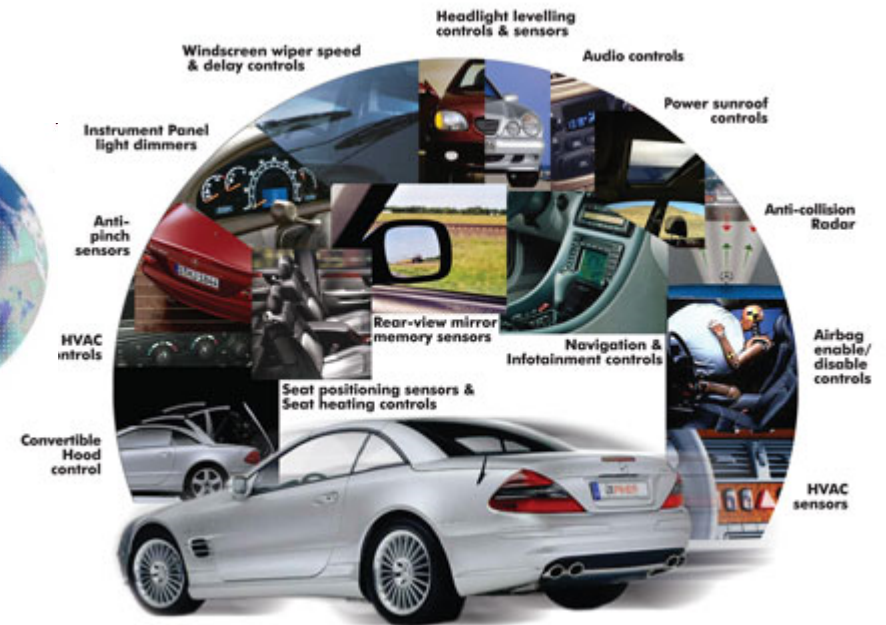 Headlight levelling
controls & sensors
Windscreen wiper speed
& delay controls
Audio controls
Power sunroof
controls
Instrument Panel
light dimmers
Anti-
pinch
sensors
Anti-collision
Radar
HVAC
ontrols
Rear-view mirror
memory sensors
Navigation &
Infotainment controls
Airbag
enable/
disable
controls
Seat positioning sensors &
Seat heating controls
Convertible
Hood
control
HVAC
sensors